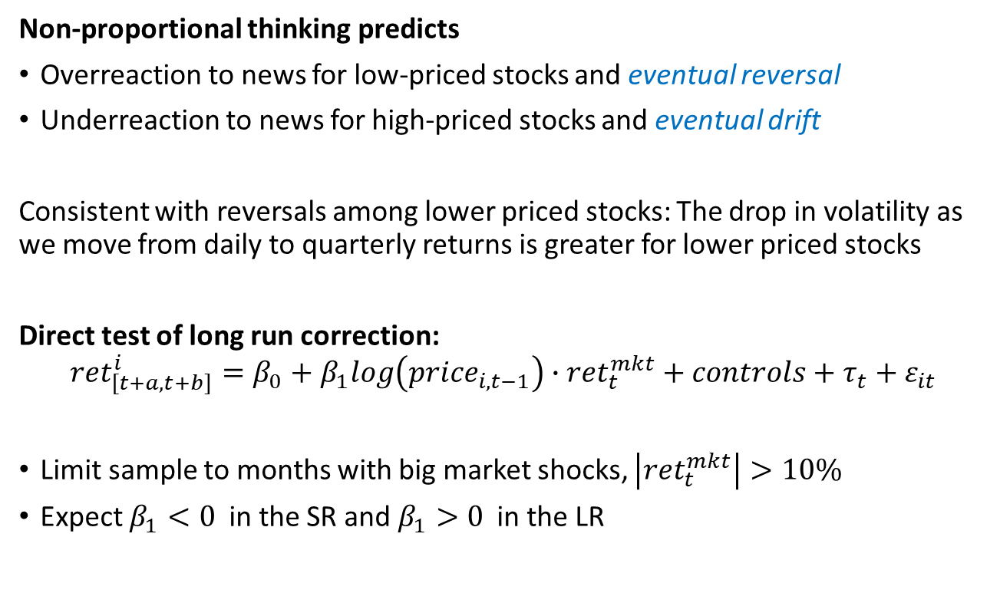 Non-proportional thinking predicts
• Overreaction to news for low-priced stocks and eventual reversal
• Underreaction to news for high-priced stocks and eventual drift
Consistent with reversals among lower priced stocks: The drop in volatility as
we move from daily to quarterly returns is greater for lower priced stocks
Direct test of long run correction:
$ret^{i}_{[t+a,t+b]} = \beta_0 + \beta_1 log(price_{i,t-1}) \cdot ret^{mkt}_{t} + controls + \tau_t + \varepsilon_{it}$
• Limit sample to months with big market shocks, $|ret^{mkt}_{t}| > 10\%$
• Expect $\beta_1 < 0$ in the SR and $\beta_1 > 0$ in the LR